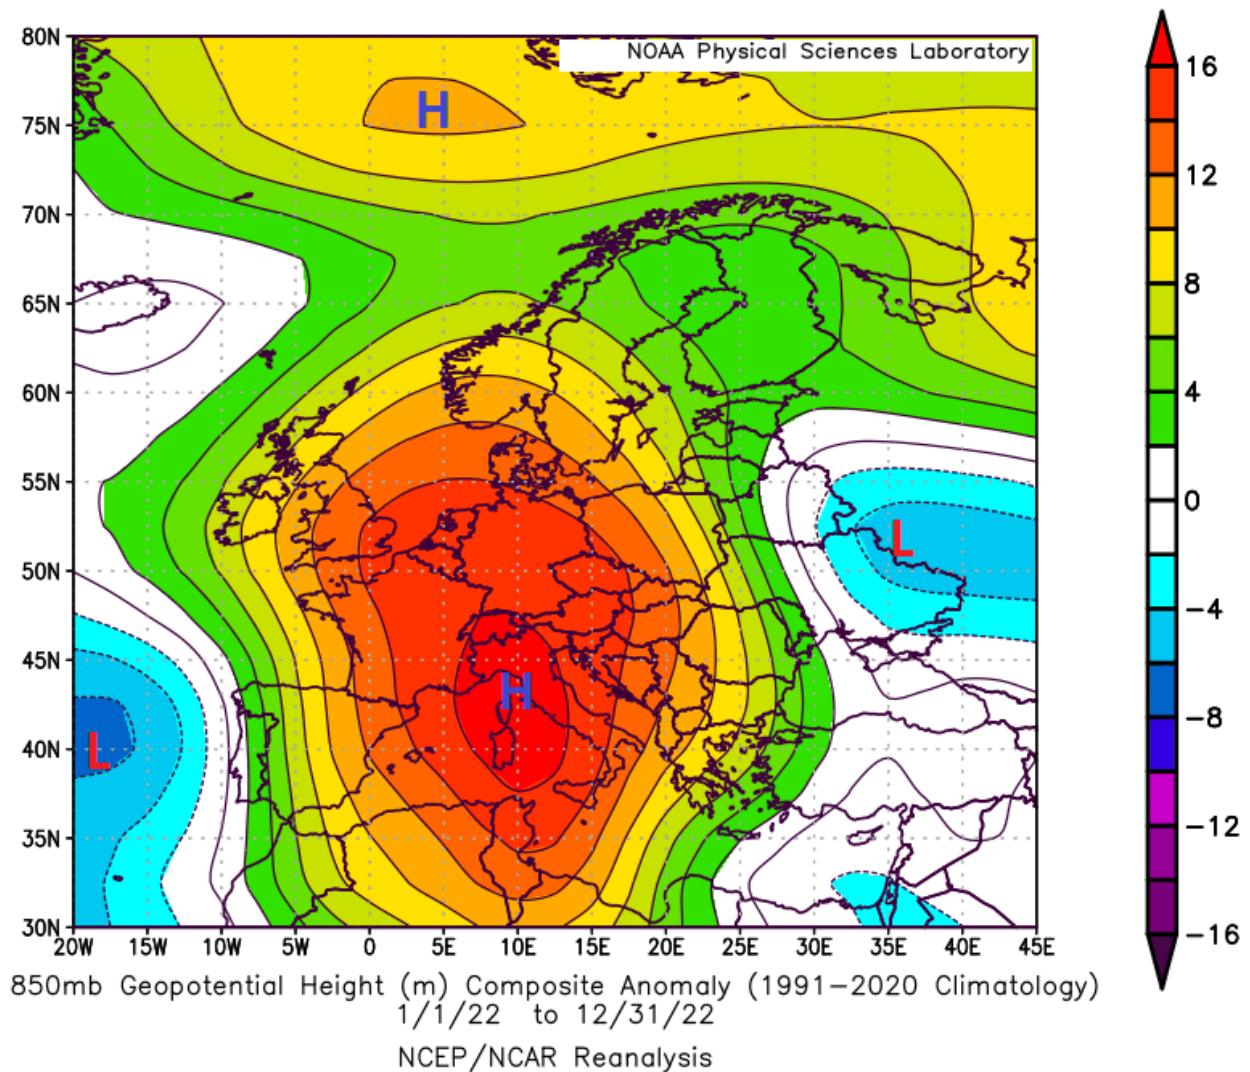 80N
NOAA Physical Sciences Laboratory
H
75N
70N
65N
60N
55N
L
50N
45N
H
L
40N
35N
30N
20W 15W 10W 5W 0 5E 10E 15E 20E 25E 30E 35E 40E 45E
16
12
8
4
0
−4
−8
−12
−16
850mb Geopotential Height (m) Composite Anomaly (1991−2020 Climatology)
1/1/22 to 12/31/22
NCEP/NCAR Reanalysis